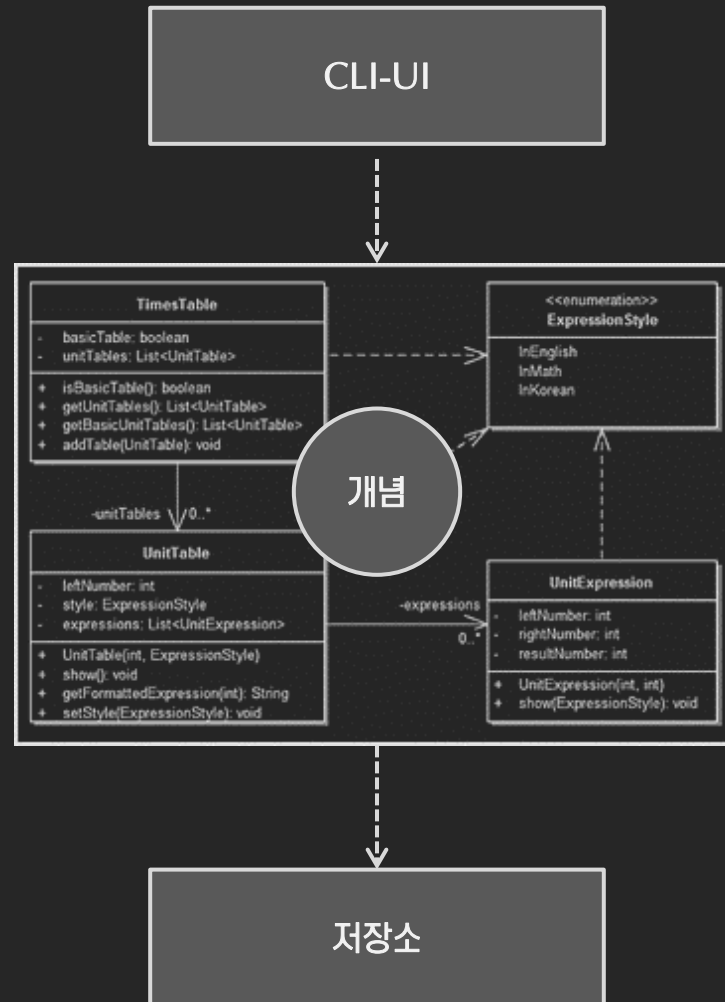 CLI-UI
TimesTable
- basicTable: boolean
- unitTables: List<UnitTable>
+ isBasicTable(): boolean
+ getUnitTables(): List<UnitTable>
+ getBasicUnitTables(): List<UnitTable>
+ addTable(UnitTable): void
<<enumeration>>
ExpressionStyle
InEnglish
InMath
InKorean
개념
-unitTables 0..*
UnitTable
- leftNumber: int
- style: ExpressionStyle
- expressions: List<UnitExpression>
+ UnitTable(int, ExpressionStyle)
+ show(): void
+ getFormattedExpression(int): String
+ setStyle(ExpressionStyle): void
-expressions
0..*
UnitExpression
- leftNumber: int
- rightNumber: int
- resultNumber: int
+ UnitExpression(int, int)
+ show(ExpressionStyle): void
저장소